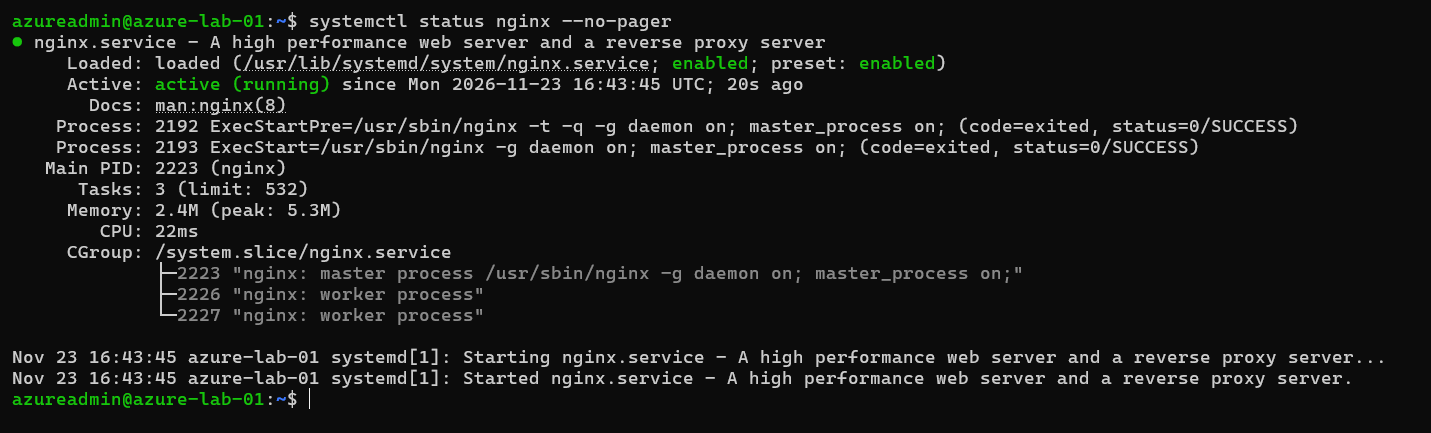 azureadmin@azure-lab-01:~$ systemctl status nginx --no-pager
● nginx.service - A high performance web server and a reverse proxy server
     Loaded: loaded (/usr/lib/systemd/system/nginx.service; enabled; preset: enabled)
     Active: active (running) since Mon 2026-11-23 16:43:45 UTC; 20s ago
       Docs: man:nginx(8)
    Process: 2192 ExecStartPre=/usr/sbin/nginx -t -q -g daemon on; master_process on; (code=exited, status=0/SUCCESS)
    Process: 2193 ExecStart=/usr/sbin/nginx -g daemon on; master_process on; (code=exited, status=0/SUCCESS)
   Main PID: 2223 (nginx)
      Tasks: 3 (limit: 532)
     Memory: 2.4M (peak: 5.3M)
        CPU: 22ms
     CGroup: /system.slice/nginx.service
             ├─2223 "nginx: master process /usr/sbin/nginx -g daemon on; master_process on;"
             ├─2226 "nginx: worker process"
             └─2227 "nginx: worker process"

Nov 23 16:43:45 azure-lab-01 systemd[1]: Starting nginx.service - A high performance web server and a reverse proxy server...
Nov 23 16:43:45 azure-lab-01 systemd[1]: Started nginx.service - A high performance web server and a reverse proxy server.
azureadmin@azure-lab-01:~$